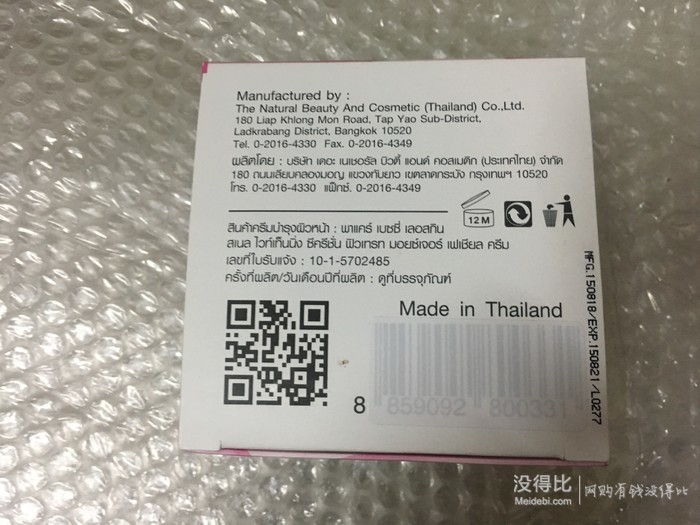 Manufactured by :
The Natural Beauty And Cosmetic (Thailand) Co.,Ltd.
180 Liap Khlong Mon Road, Tap Yao Sub-District,
Ladkrabang District, Bangkok 10520
Tel. 0-2016-4330 Fax. 0-2016-4349
ผลิตโดย : บริษัท เดอะ เนเชอรัล บิวตี้ แอนด์ คอสเมติก (ประเทศไทย) จำกัด
180 ถนนเลียบคลองมอญ แขวงทับยาว เขตลาดกระบัง กรุงเทพฯ 10520
โทร. 0-2016-4330 แฟ็กซ์. 0-2016-4349
12 M
สินค้าครีมบำรุงผิวหน้า : พาแคร์ เบซซี่ เลอสกิน
สเนล ไวท์เท็นนิ่ง ซีครีชั่น ฟิวเทรท มอยซ์เจอร์ เฟเชียล ครีม
เลขที่ใบรับแจ้ง : 10-1-5702485
ครั้งที่ผลิต/วันเดือนปีที่ผลิต : ดูที่บรรจุภัณฑ์
Made in Thailand
MFG.150818/EXP.150821/L0277
8 859092 800331
没得比 网购有钱没得比
Meidebi.com